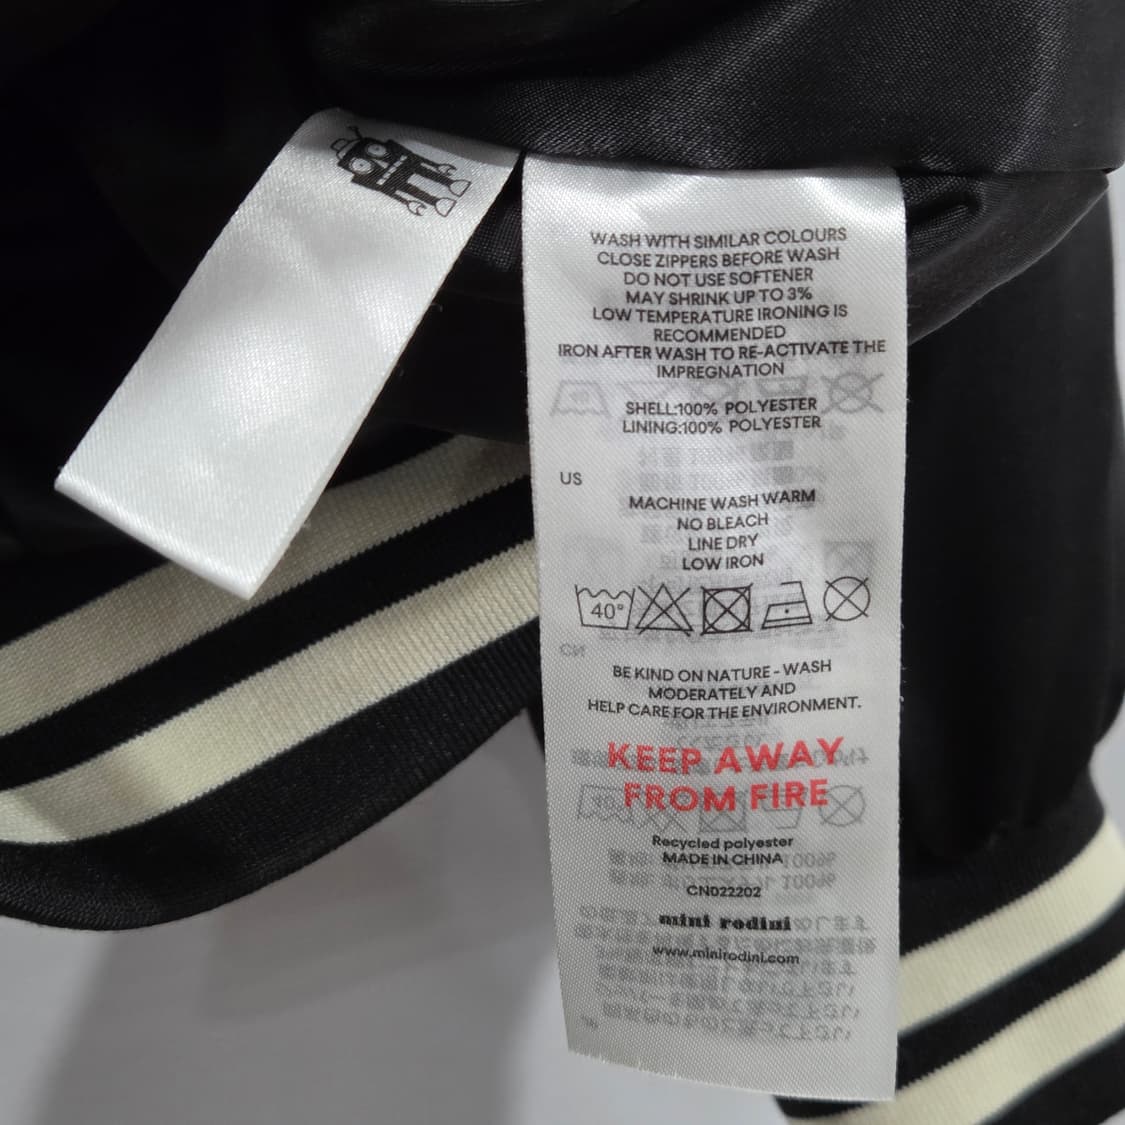 WASH WITH SIMILAR COLOURS
CLOSE ZIPPERS BEFORE WASH
DO NOT USE SOFTENER
MAY SHRINK UP TO 3%
LOW TEMPERATURE IRONING IS
RECOMMENDED
IRON AFTER WASH TO RE-ACTIVATE THE
IMPREGNATION
SHELL:100% POLYESTER
LINING:100% POLYESTER
US
MACHINE WASH WARM
NO BLEACH
LINE DRY
LOW IRON
40°
BE KIND ON NATURE - WASH
MODERATELY AND
HELP CARE FOR THE ENVIRONMENT.
KEEP AWAY
FROM FIRE
Recycled polyester
MADE IN CHINA
CN022202
mini rodini
www.minirodini.com